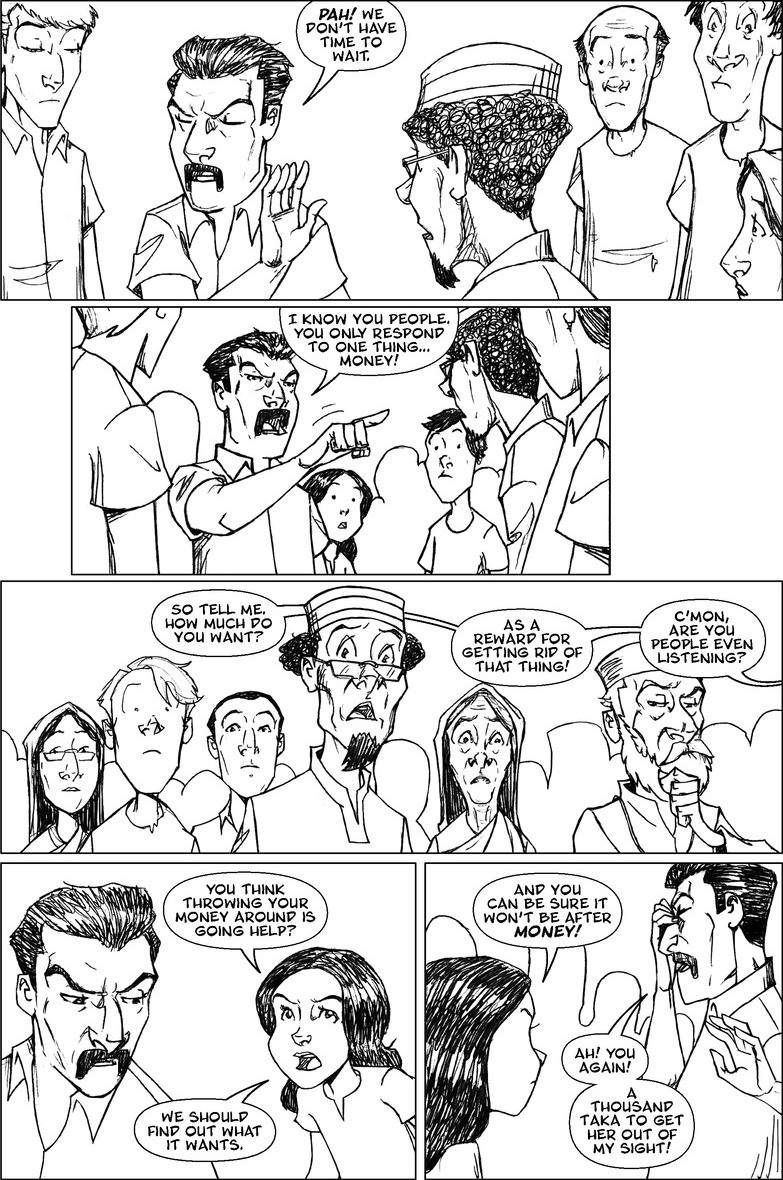 PAH! WE
DON'T HAVE
TIME TO
WAIT.
I KNOW YOU PEOPLE.
YOU ONLY RESPOND
TO ONE THING...
MONEY!
SO TELL ME.
HOW MUCH DO
YOU WANT?
AS A
REWARD FOR
GETTING RID OF
THAT THING!
C'MON,
ARE YOU
PEOPLE EVEN
LISTENING?
YOU THINK
THROWING YOUR
MONEY AROUND IS
GOING HELP?
WE SHOULD
FIND OUT WHAT
IT WANTS.
AND YOU
CAN BE SURE IT
WON'T BE AFTER
MONEY!
AH! YOU
AGAIN!
A
THOUSAND
TAKA TO GET
HER OUT OF
MY SIGHT!